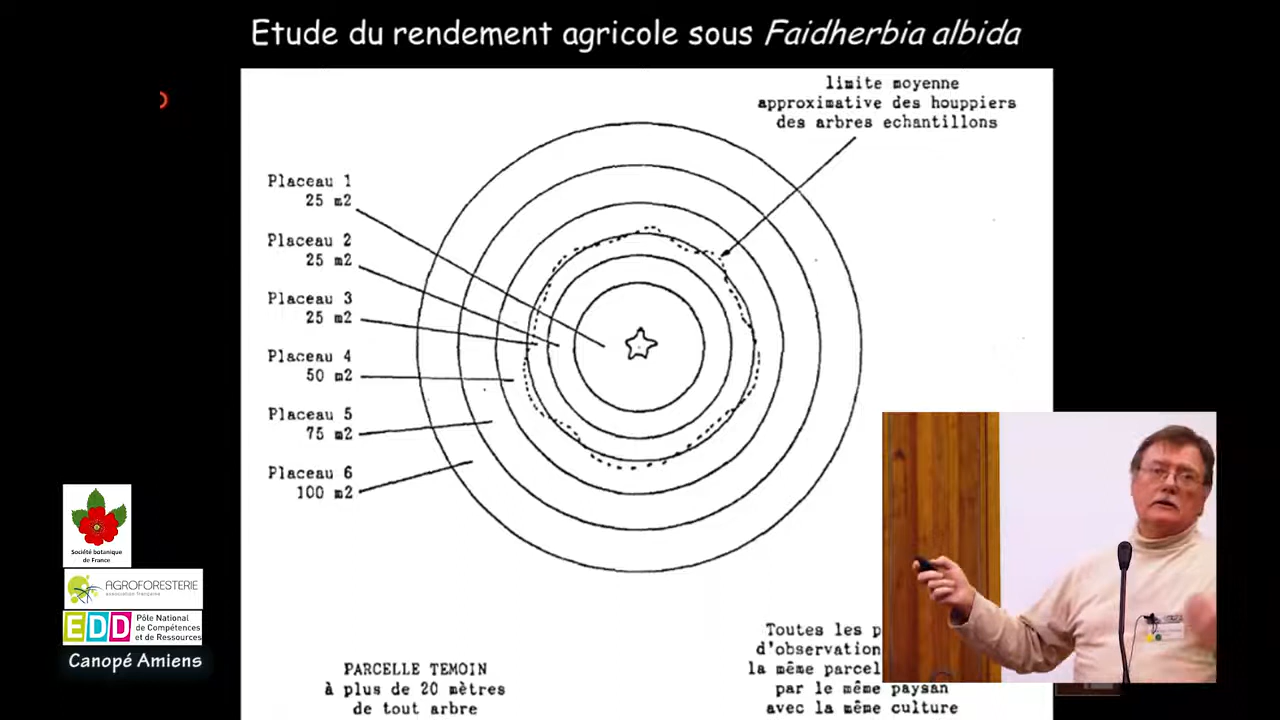 Etude du rendement agricole sous Faidherbia albida
limite moyenne
approximative des houppiers
des arbres echantillons
Placeau 1
25 m2
Placeau 2
25 m2
Placeau 3
25 m2
Placeau 4
50 m2
Placeau 5
75 m2
Placeau 6
100 m2
PARCELLE TEMOIN
à plus de 20 mètres
de tout arbre
Toutes les p
d'observation
la même parcel
par le même paysan
avec la même culture
Société botanique
de France
AGROFORESTERIE
association française
EDD
Pôle National
de Compétences
et de Ressources
Canopé Amiens